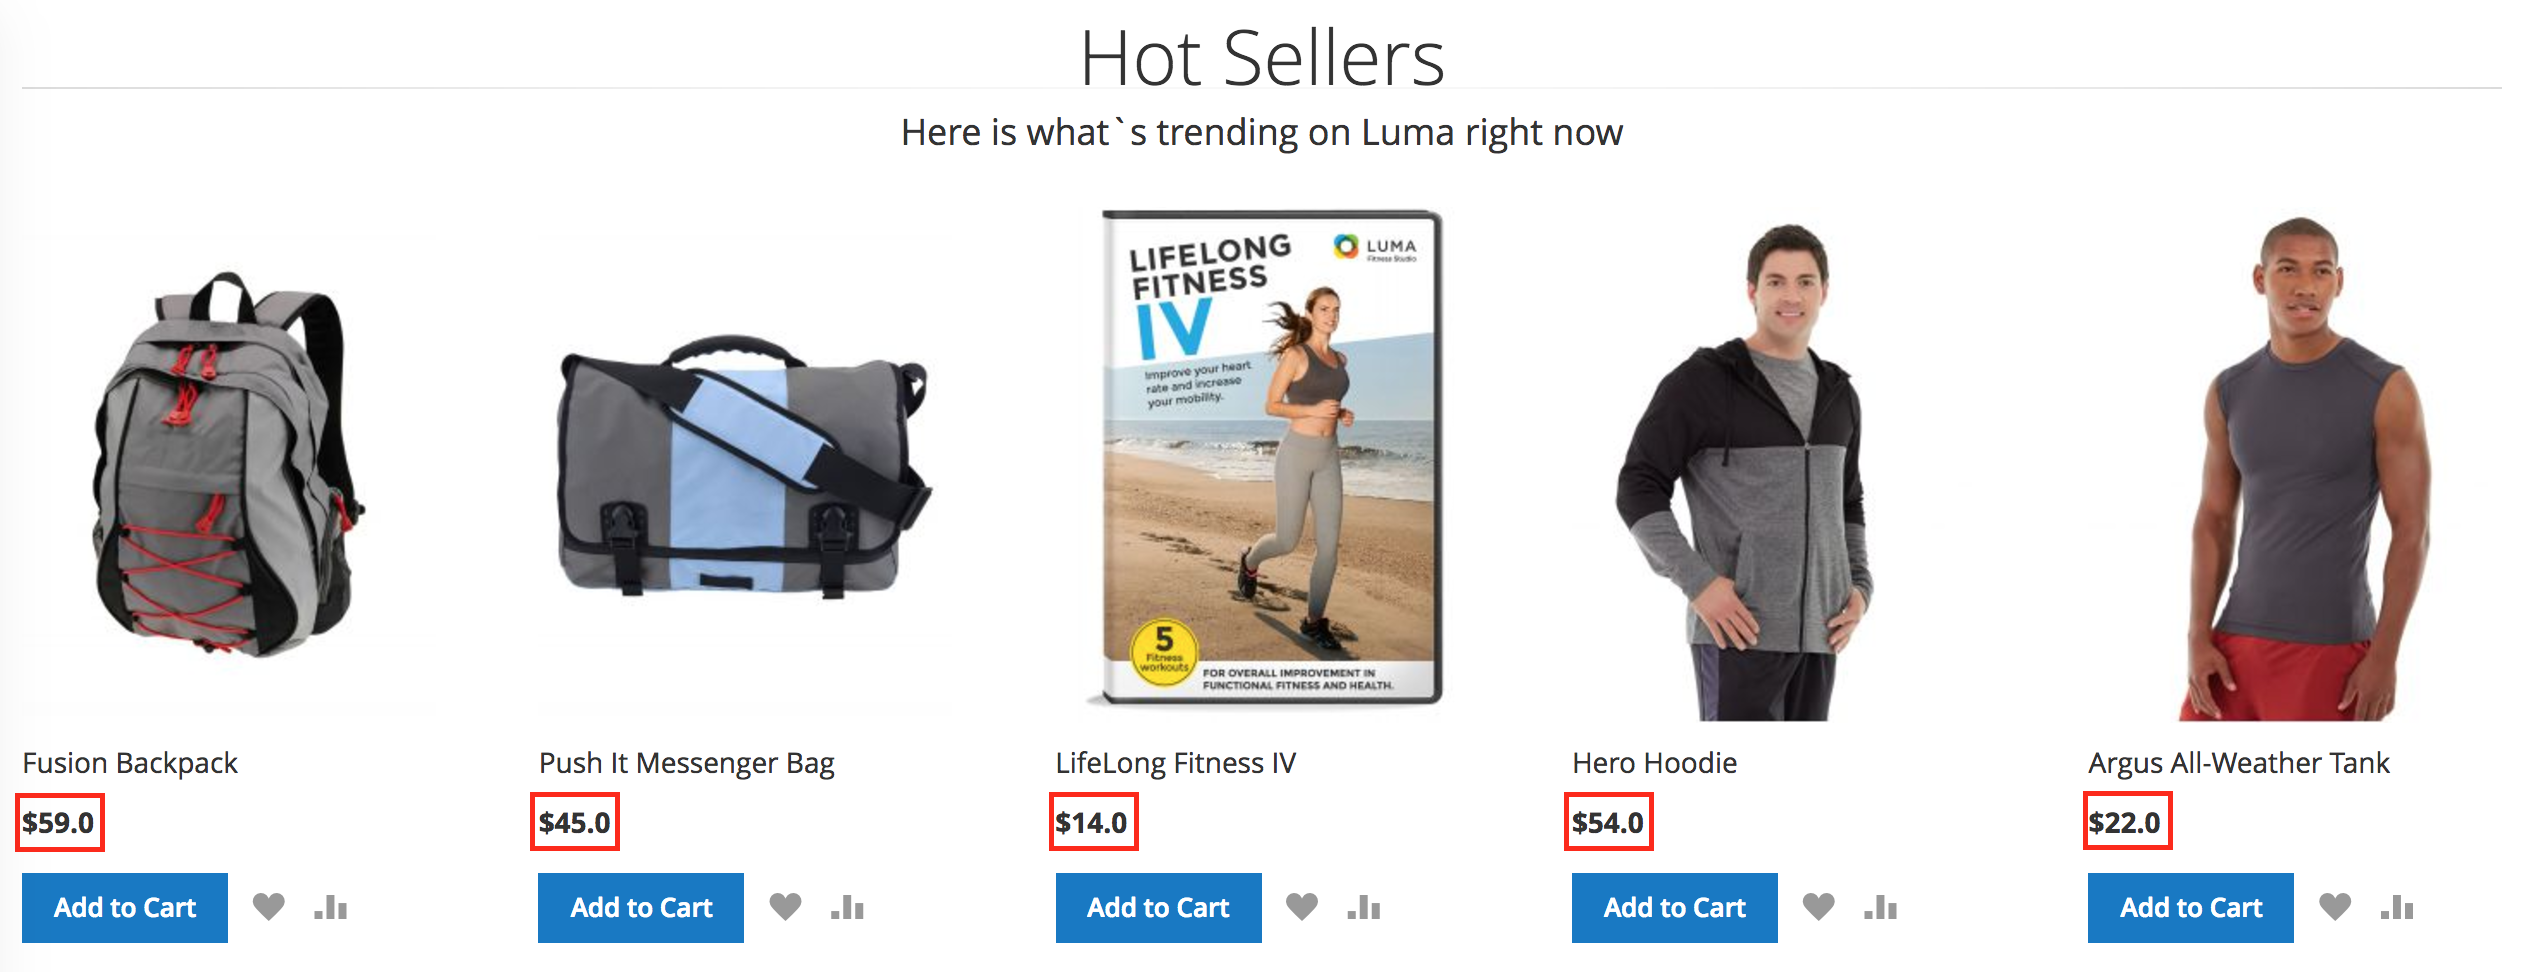 Hot Sellers
Here is what`s trending on Luma right now
LIFELONG
FITNESS
IV
Improve your heart
rate and increase
your mobility.
LUMA
Fitness Studio
5
Fitness
workouts
FOR OVERALL IMPROVEMENT IN
FUNCTIONAL FITNESS AND HEALTH.
Fusion Backpack
$59.0
Add to Cart
Push It Messenger Bag
$45.0
Add to Cart
LifeLong Fitness IV
$14.0
Add to Cart
Hero Hoodie
$54.0
Add to Cart
Argus All-Weather Tank
$22.0
Add to Cart